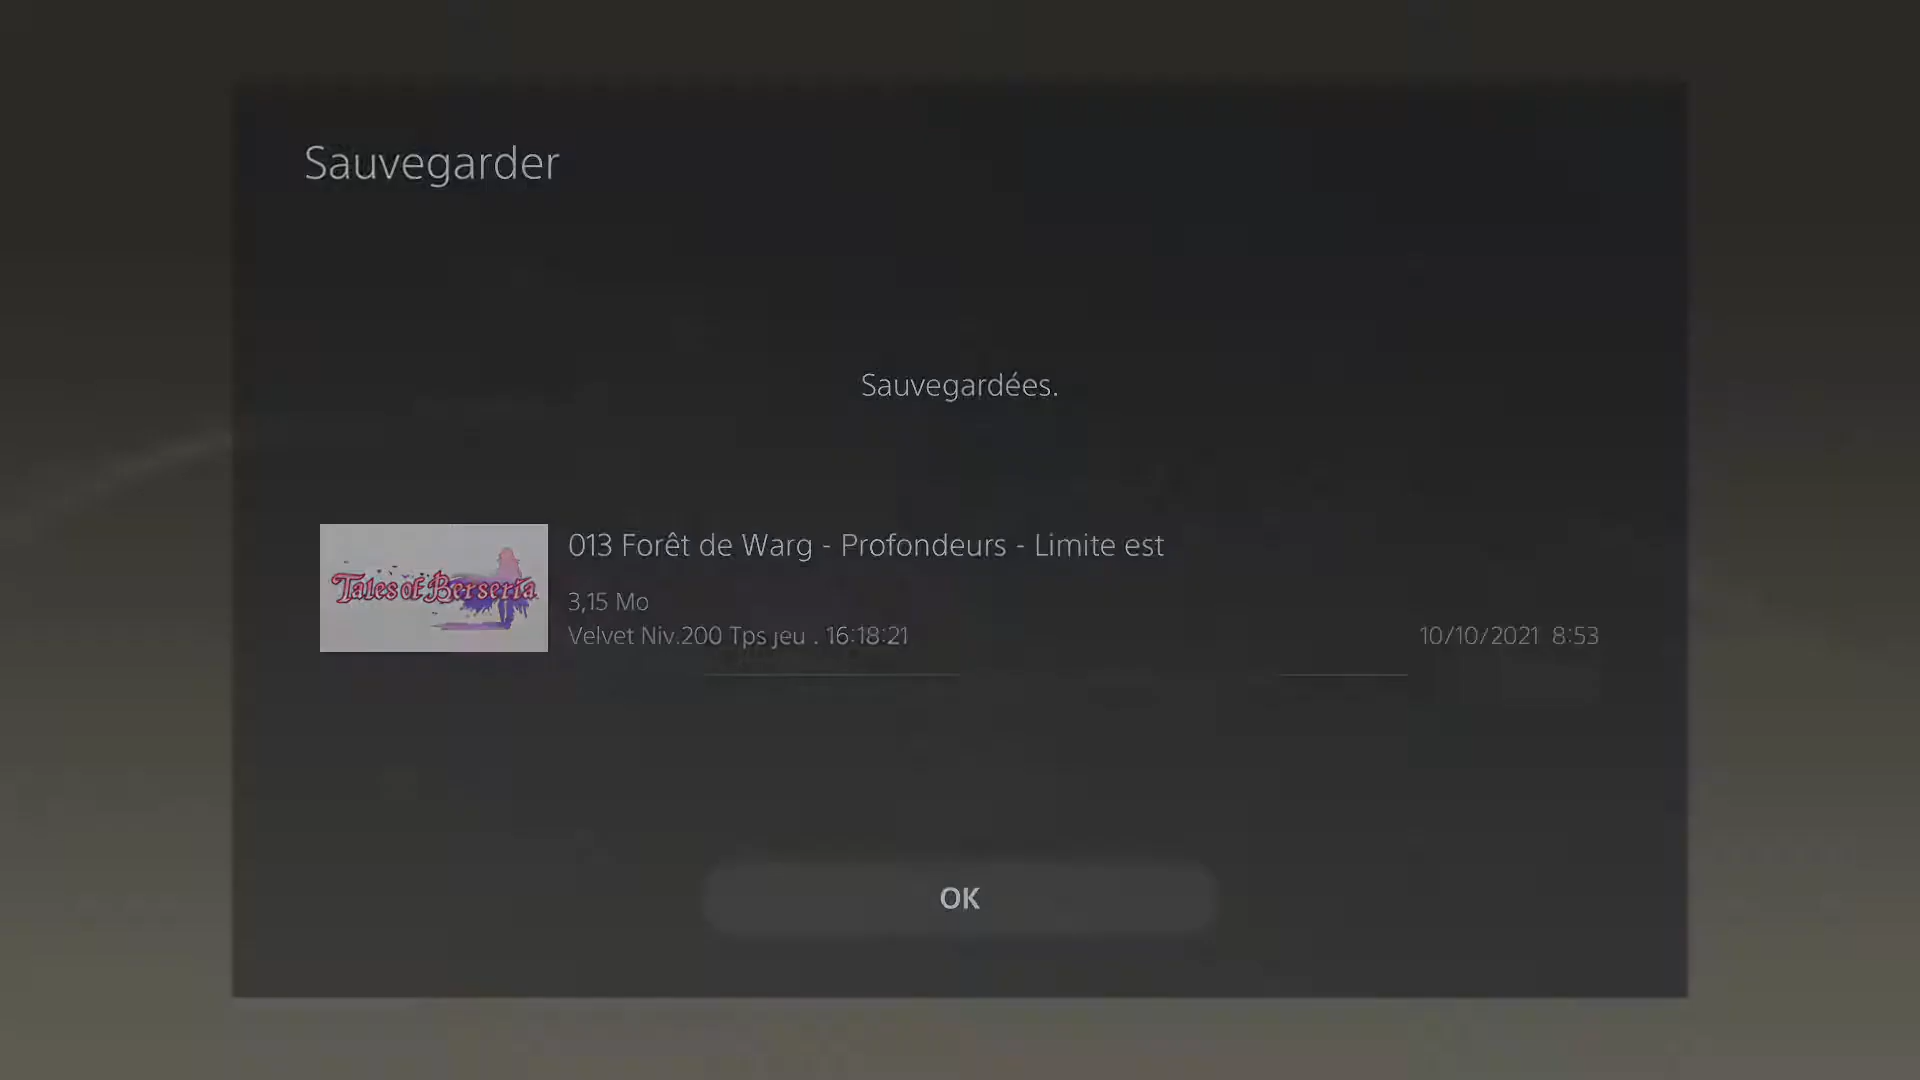 Sauvegarder
Sauvegardées.
Tales of Berseria
013 Forêt de Warg - Profondeurs - Limite est
3,15 Mo
Velvet Niv.200 Tps jeu . 16:18:21
10/10/2021 8:53
OK